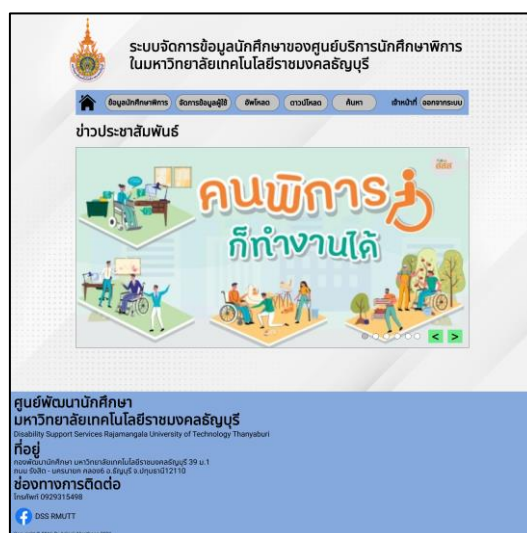 ระบบจัดการข้อมูลนักศึกษาของศูนย์บริการนักศึกษาพิการ
ในมหาวิทยาลัยเทคโนโลยีราชมงคลธัญบุรี
ข้อมูลนักศึกษาพิการ จัดการข้อมูลผู้ใช้ อัพโหลด ดาวน์โหลด ค้นหา เจ้าหน้าที่ ออกจากระบบ
ข่าวประชาสัมพันธ์
คนพิการ
ก็ทำงานได้
< >
ศูนย์พัฒนานักศึกษา
มหาวิทยาลัยเทคโนโลยีราชมงคลธัญบุรี
Disability Support Services Rajamangala University of Technology Thanyaburi
ที่อยู่
กองพัฒนานักศึกษา มหาวิทยาลัยเทคโนโลยีราชมงคลธัญบุรี 39 ม.1
ถนน รังสิต - นครนายก คลอง6 อ.ธัญบุรี จ.ปทุมธานี12110
ช่องทางการติดต่อ
โทรศัพท์ 0929315498
DSS RMUTT